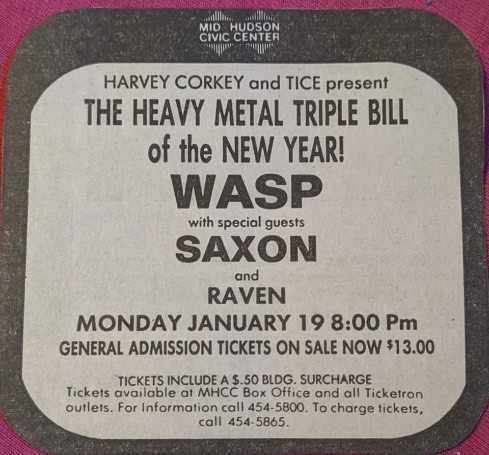 MID HUDSON
CIVIC CENTER
HARVEY CORKEY and TICE present
THE HEAVY METAL TRIPLE BILL
of the NEW YEAR!
WASP
with special guests
SAXON
and
RAVEN
MONDAY JANUARY 19 8:00 Pm
GENERAL ADMISSION TICKETS ON SALE NOW $13.00
TICKETS INCLUDE A $.50 BLDG. SURCHARGE
Tickets available at MHCC Box Office and all Ticketron
outlets. For Information call 454-5800. To charge tickets,
call 454-5865.